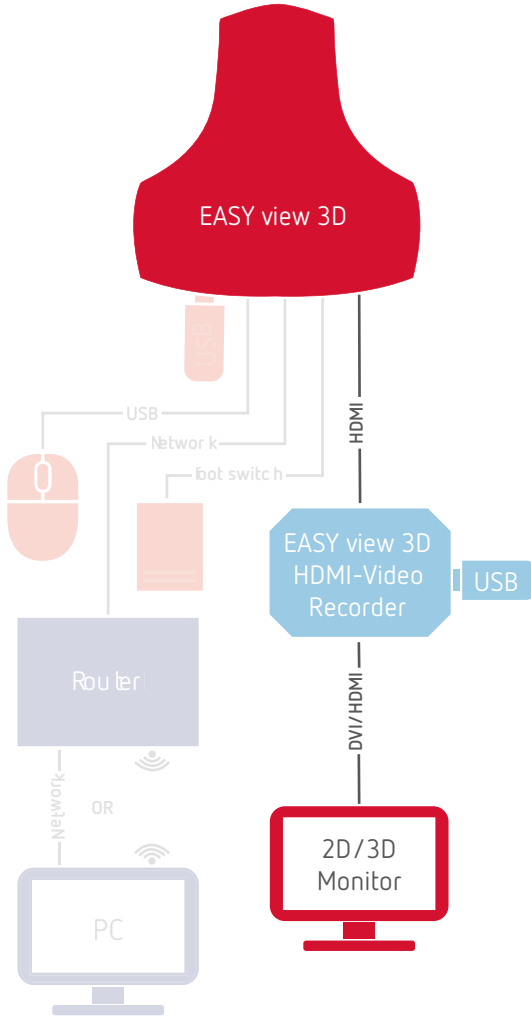 EASY view 3D
USB
USB
Network
foot switch
HDMI
EASY view 3D
HDMI-Video
Recorder
USB
Router
DVI/HDMI
Network
OR
2D/3D
Monitor
PC